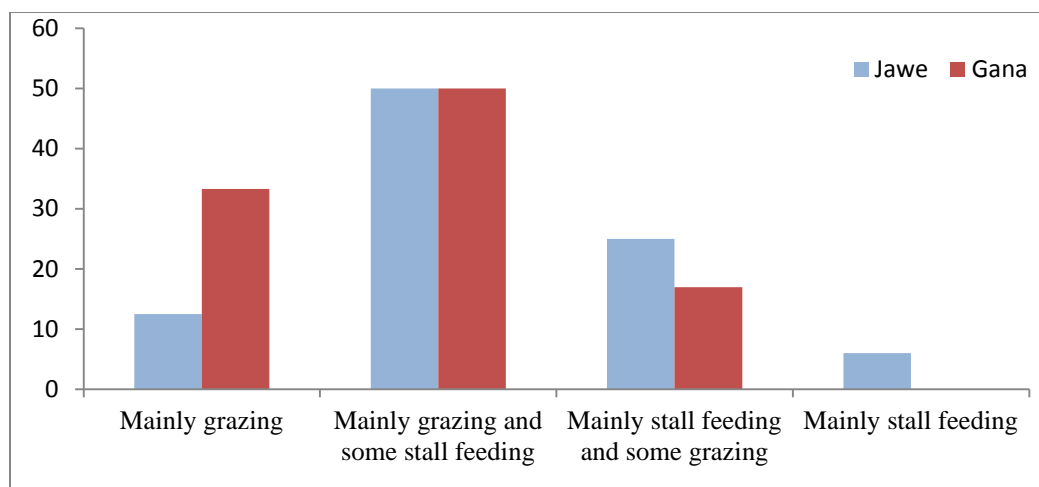 60
50
40
30
20
10
0
Jawe Gana
Mainly grazing
Mainly grazing and
some stall feeding
Mainly stall feeding
and some grazing
Mainly stall feeding